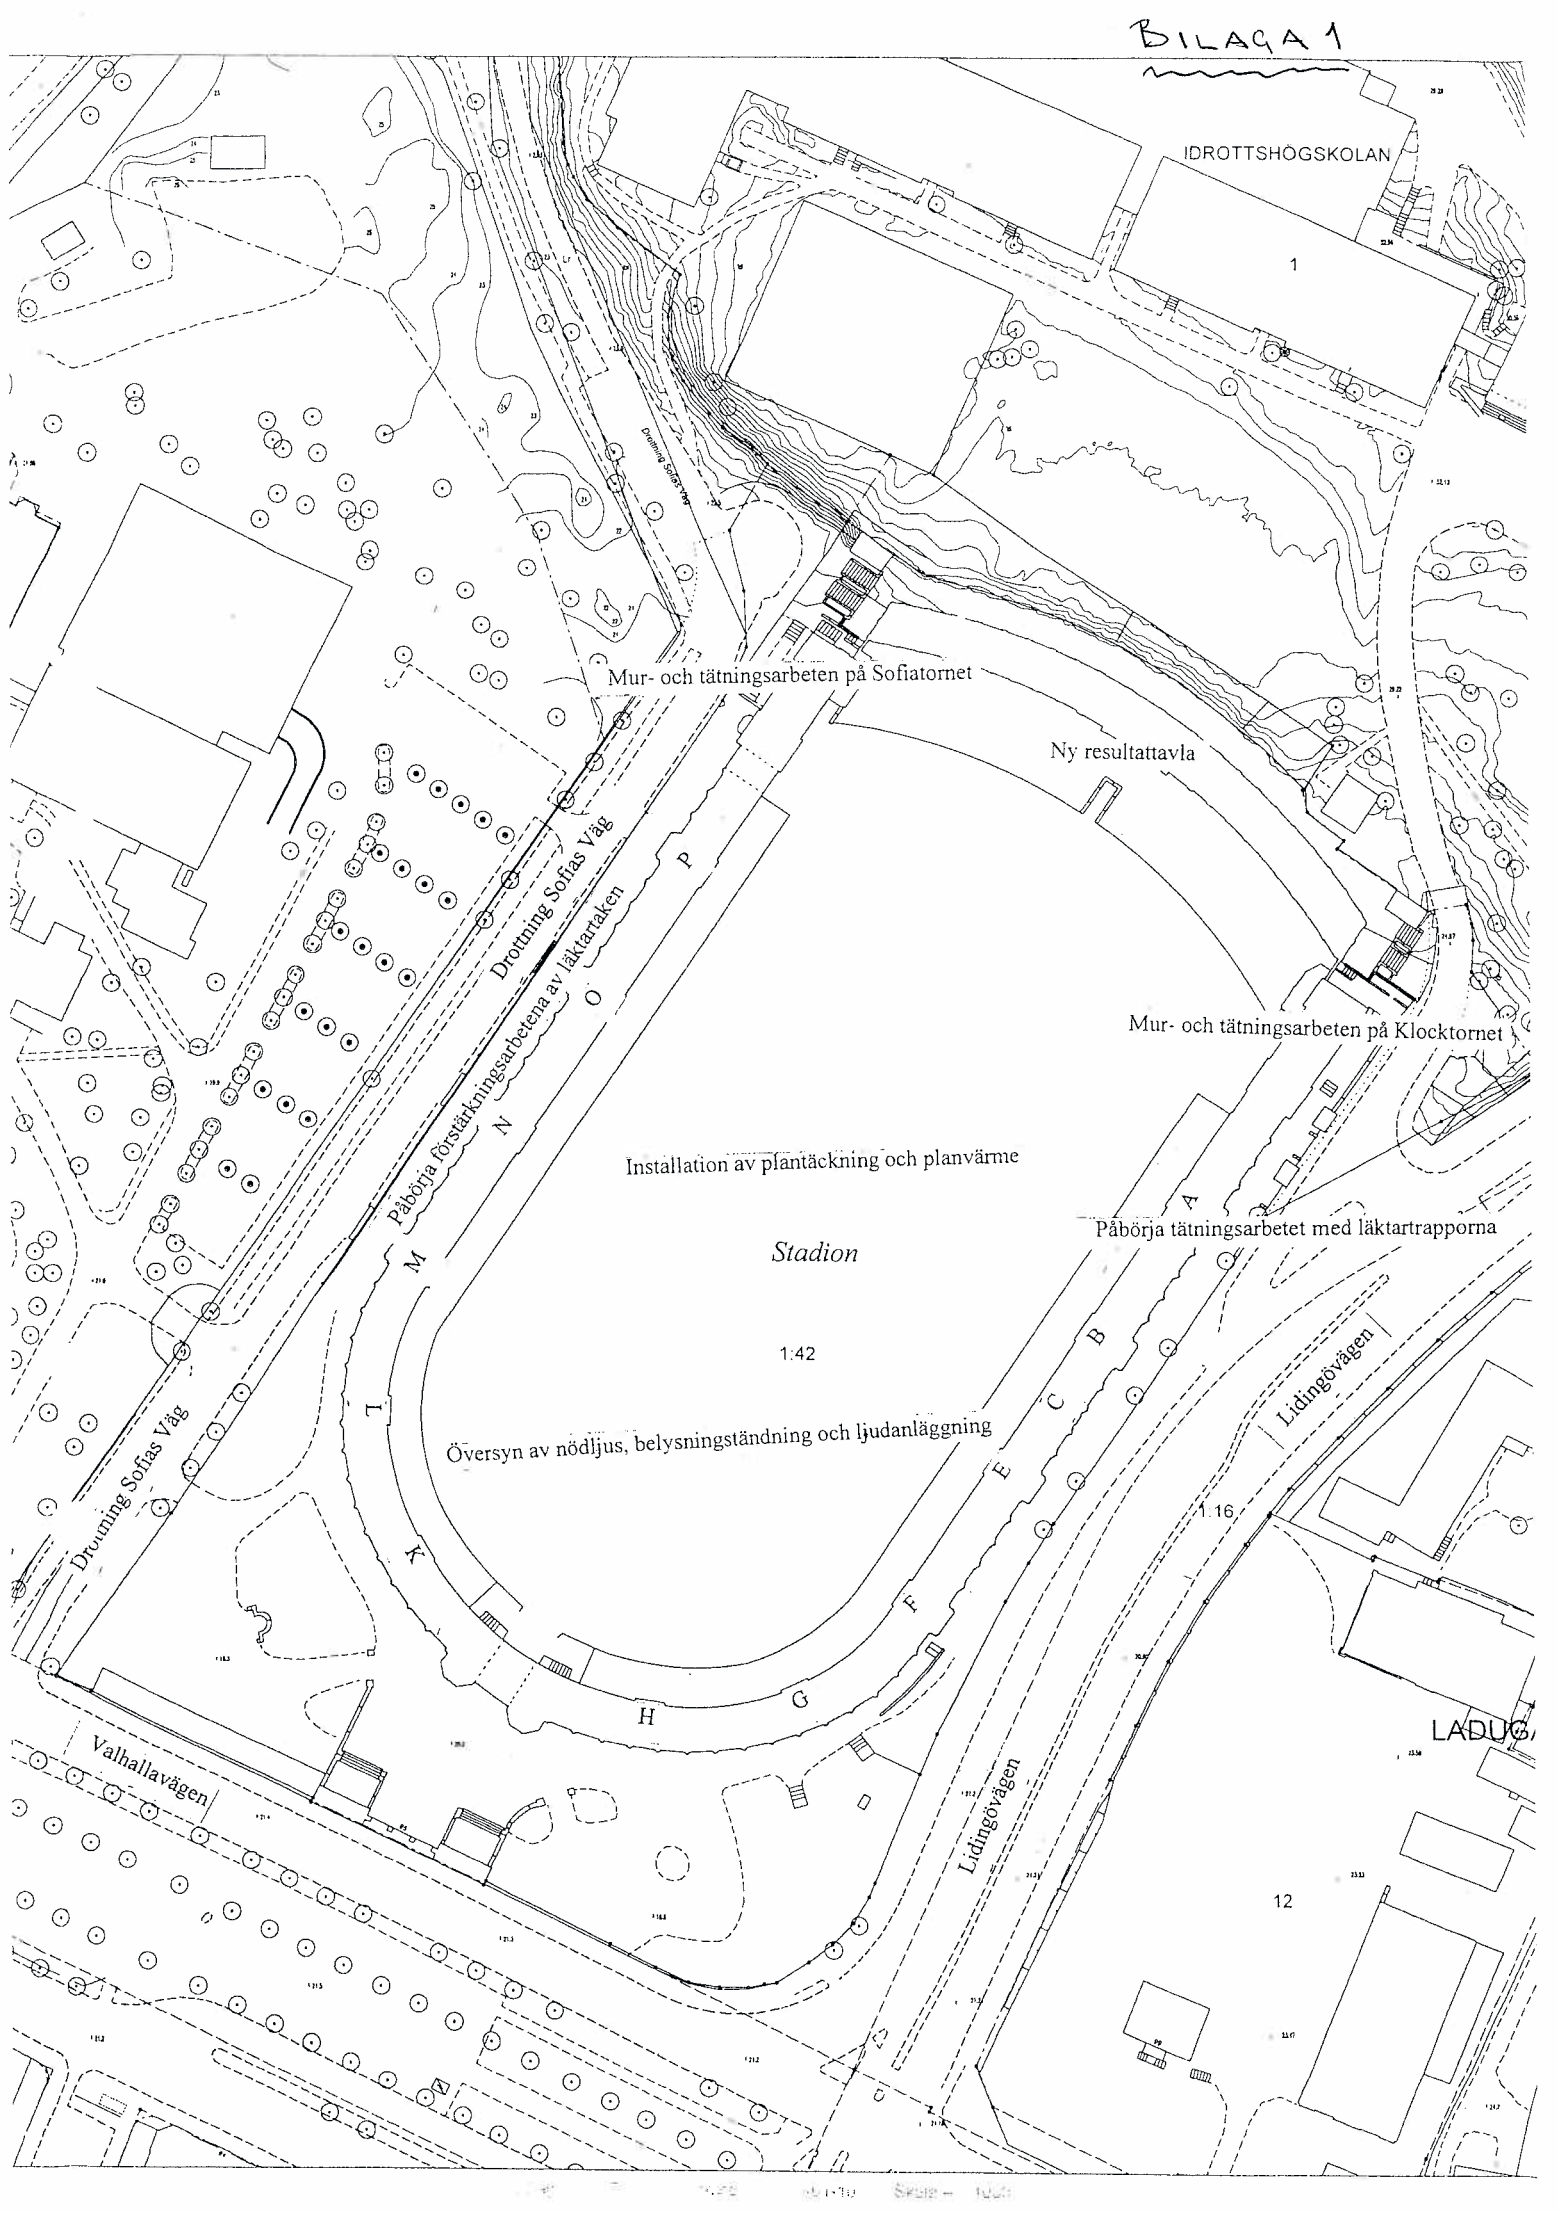 BILAGA 1
IDROTTSHÖGSKOLAN
1
Drottning Sofias Väg
Mur- och tätningsarbeten på Sofiatornet
Ny resultattavla
Drottning Sofias Väg
Påbörja förstärkningsarbetena av läktartaken
P
O
N
M
L
K
H
G
F
E
C
B
A
Mur- och tätningsarbeten på Klocktornet
Installation av plantäckning och planvärme
Påbörja tätningsarbetet med läktartrapporna
Stadion
1:42
Översyn av nödljus, belysningständning och ljudanläggning
Lidingövägen
1:16
Drottning Sofias Väg
Valhallavägen
Lidingövägen
LADUGÅ
12